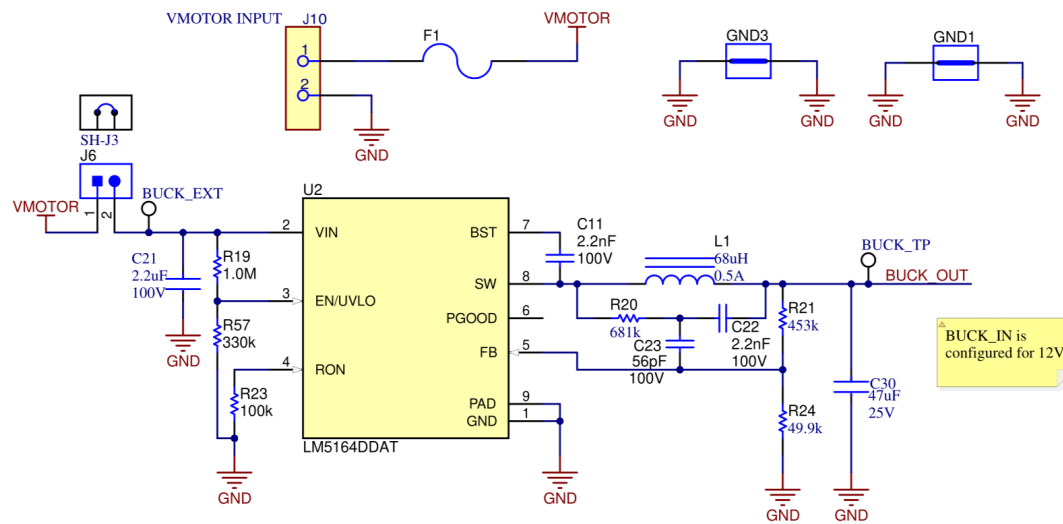 VMOTOR INPUT
J10
1
2
F1
VMOTOR
GND
GND3
GND
GND
GND1
GND
GND
SH-J3
J6
1
2
VMOTOR
BUCK_EXT
C21
2.2uF
100V
GND
R19
1.0M
R57
330k
R23
100k
GND
U2
2
VIN
3
EN/UVLO
4
RON
BST
7
SW
8
PGOOD
6
FB
5
PAD
9
GND
1
LM5164DDAT
GND
C11
2.2nF
100V
L1
68uH
0.5A
R20
681k
C23
56pF
100V
C22
2.2nF
100V
R21
453k
R24
49.9k
GND
BUCK_TP
BUCK_OUT
C30
47uF
25V
GND
BUCK_IN is
configured for 12V